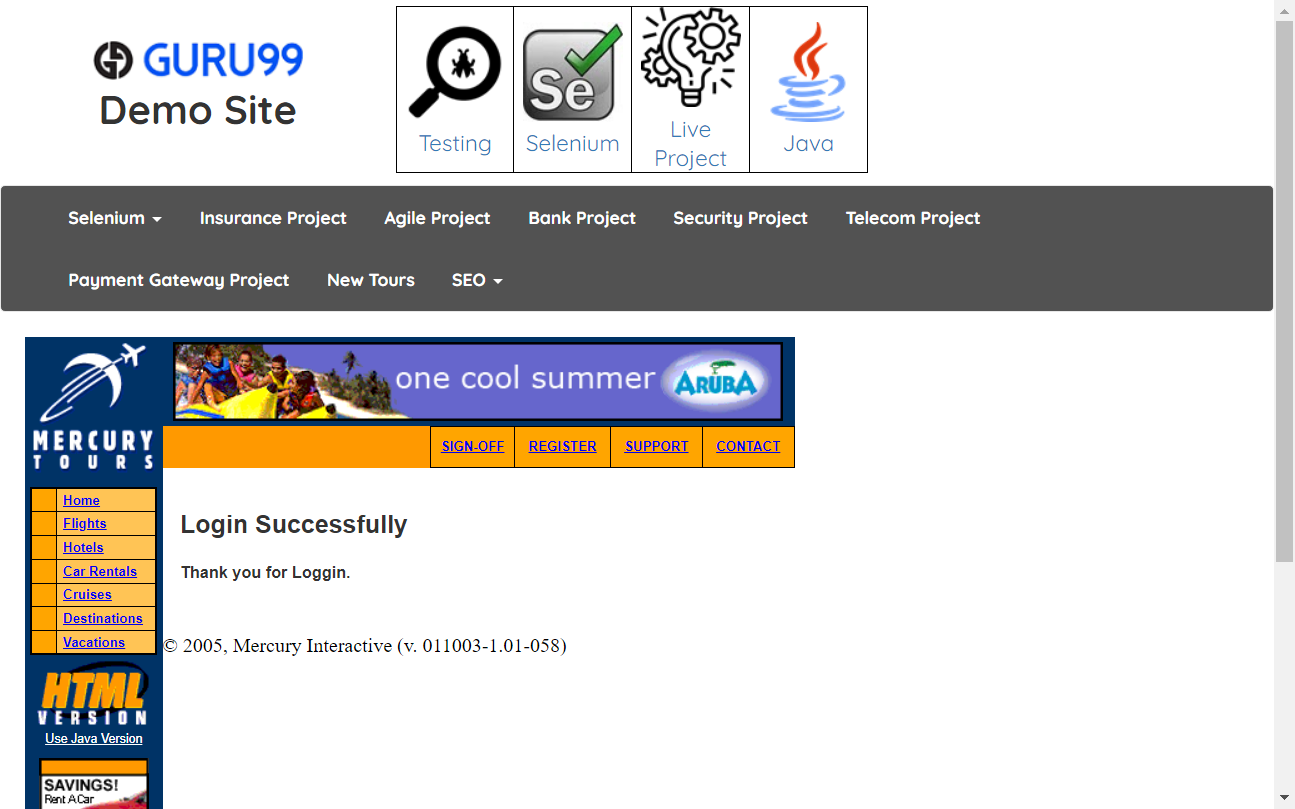 GURU99
Demo Site
Testing
Se
Selenium
Live
Project
Java
Selenium
Insurance Project
Agile Project
Bank Project
Security Project
Telecom Project
Payment Gateway Project
New Tours
SEO
one cool summer
ARUBA
MERCURY
TOURS
SIGN-OFF
REGISTER
SUPPORT
CONTACT
Home
Flights
Hotels
Car Rentals
Cruises
Destinations
Vacations
Login Successfully
Thank you for Loggin.
© 2005, Mercury Interactive (v. 011003-1.01-058)
HTML
VERSION
Use Java Version
SAVINGS!
Rent A Car